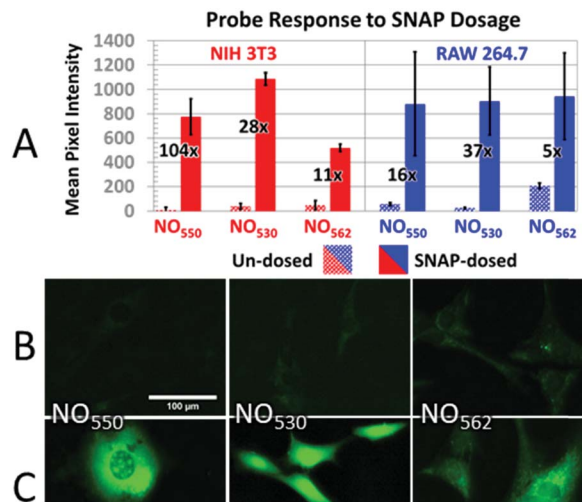 Probe Response to SNAP Dosage
A
Mean Pixel Intensity
1400
1200
1000
800
600
400
200
0
NIH 3T3
RAW 264.7
104x
28x
11x
16x
37x
5x
NO550
NO530
NO562
NO550
NO530
NO562
Un-dosed
SNAP-dosed
B
100 µm
NO550
NO530
NO562
C